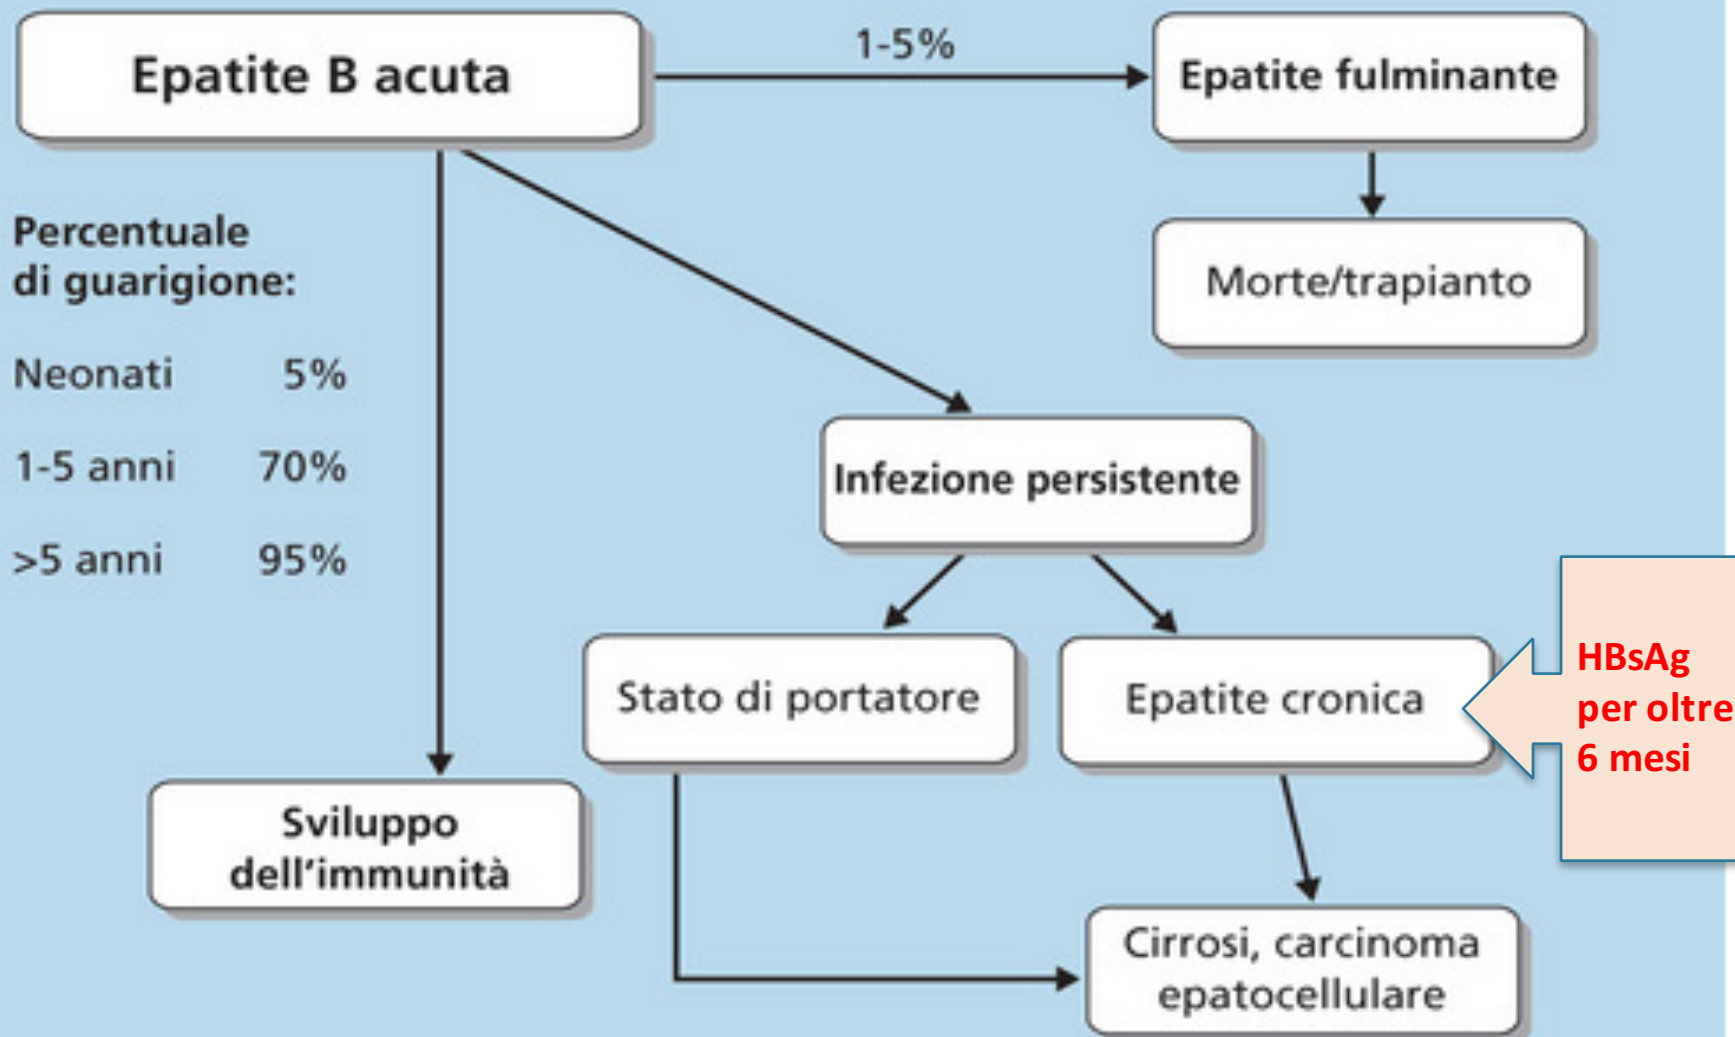 Epatite B acuta
1-5%
Epatite fulminante
Morte/trapianto
Percentuale
di guarigione:
Neonati 5%
1-5 anni 70%
>5 anni 95%
Infezione persistente
Stato di portatore
Epatite cronica
HBsAg
per oltre
6 mesi
Sviluppo
dell'immunità
Cirrosi, carcinoma
epatocellulare